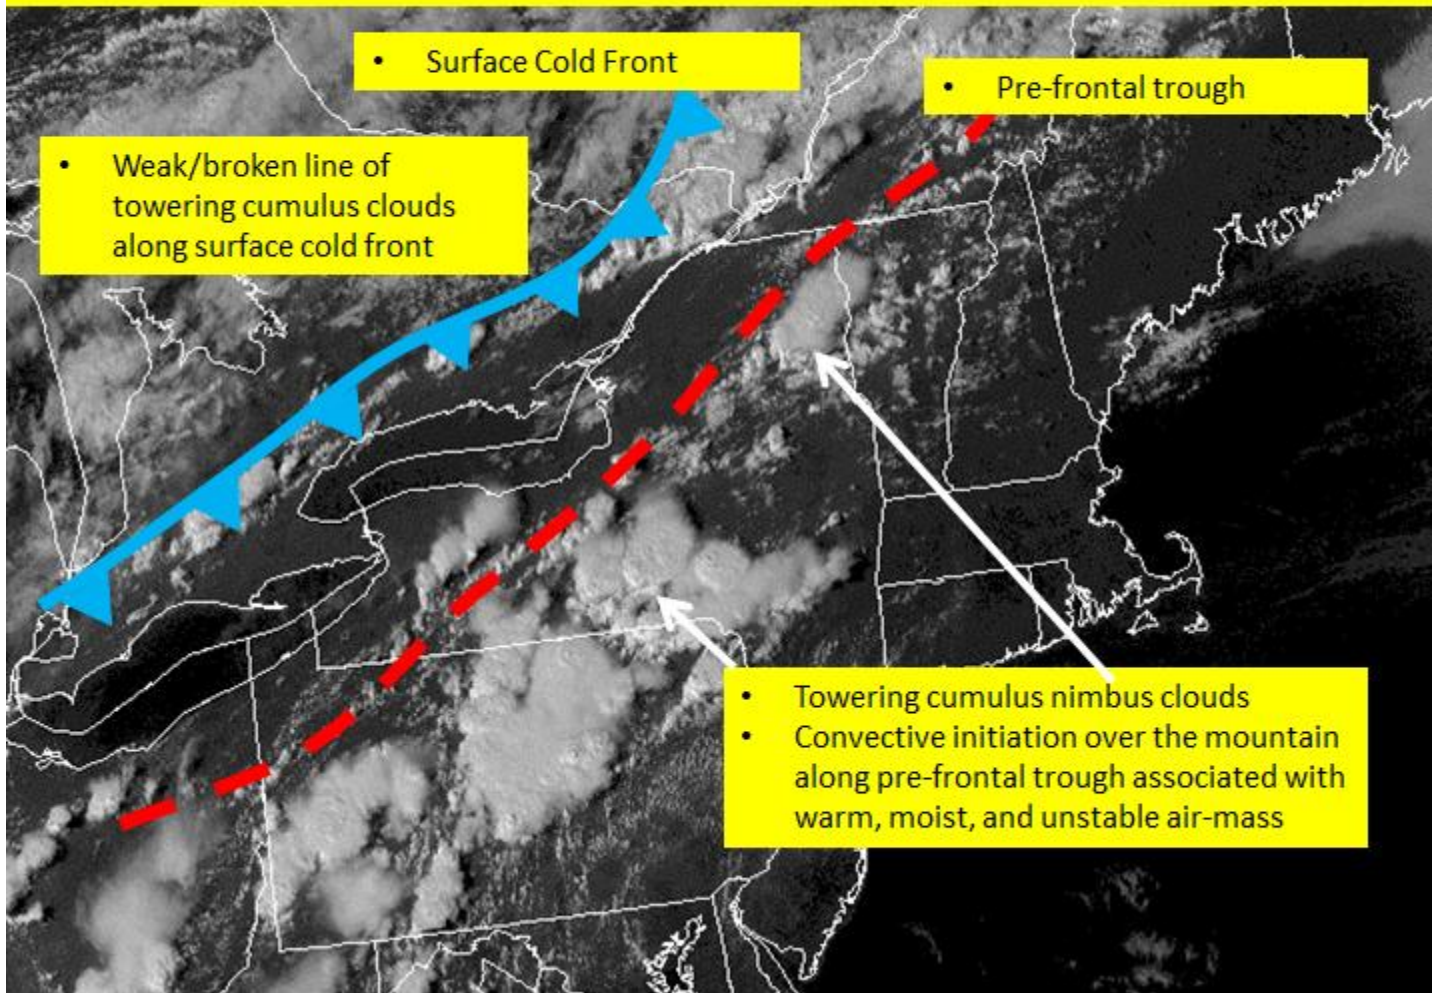 • Surface Cold Front
• Pre-frontal trough
• Weak/broken line of
towering cumulus clouds
along surface cold front
• Towering cumulus nimbus clouds
• Convective initiation over the mountain
along pre-frontal trough associated with
warm, moist, and unstable air-mass